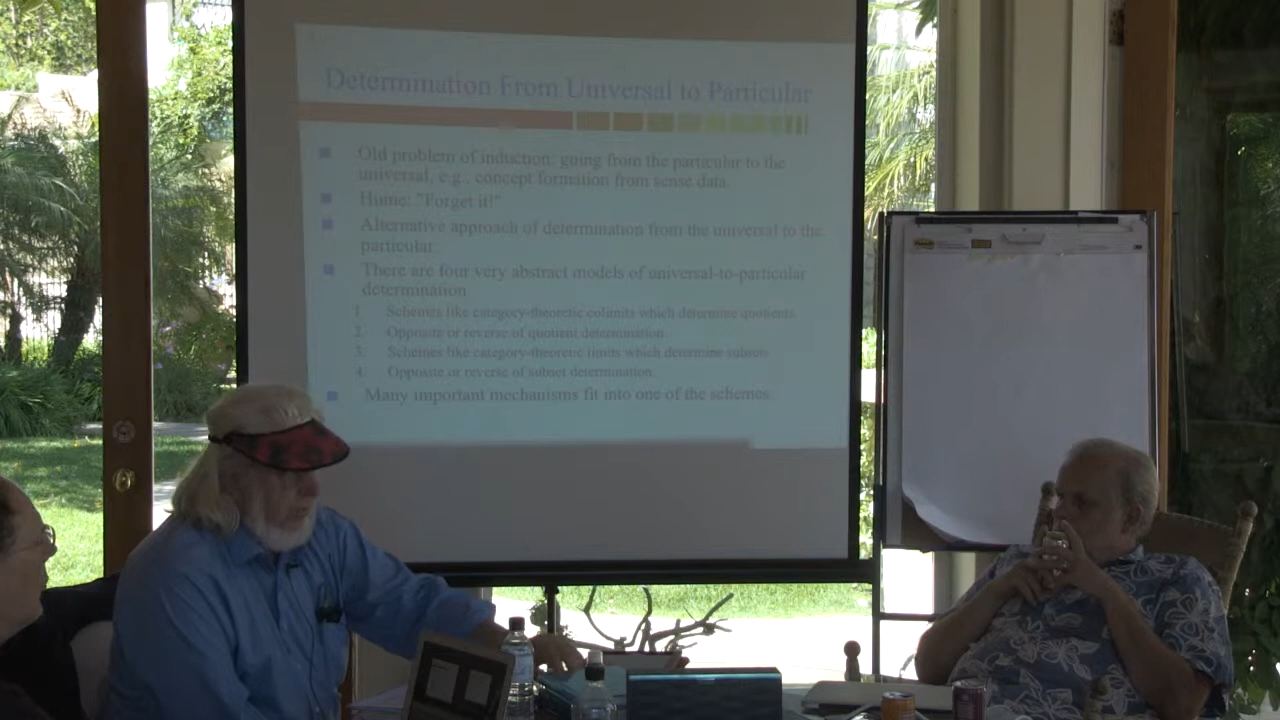 Determination From Universal to Particular
Old problem of induction: going from the particular to the
universal, e.g., concept formation from sense data.
Hume: "Forget it!"
Alternative approach of determination from the universal to the
particular.
There are four very abstract models of universal-to-particular
determination
1. Schemes like category-theoretic colimits which determine quotients.
2. Opposite or reverse of quotient determination.
3. Schemes like category-theoretic limits which determine subsets.
4. Opposite or reverse of subset determination.
Many important mechanisms fit into one of the schemes.